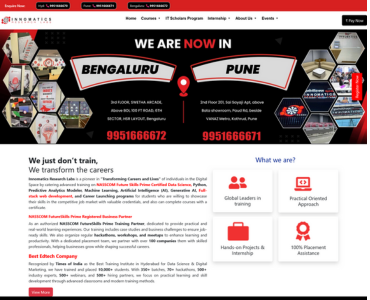 Enquire Now
Hyd: 9951666670 Pune: 9951666671 Bengaluru: 9951666672
INNOMATICS
RESEARCH LABS
Home Courses IT Scholars Program Internship About Us Events
Pay Now
WE ARE NOW IN
BENGALURU PUNE
3RD FLOOR, SWETHA ARCADE,
Above BDI, 100 FT ROAD, 5TH
SECTOR, HSR LAYOUT, Bengaluru.
2nd Floor 201, Sai Square Apt, above
Bata showroom, Paud Rd, beside
VANAZ Metro, Kothrud, Pune
9951666672 9951666671
We just don't train,
We transform the careers
Innomatics Research Labs is a pioneer in "Transforming Careers and Lives" of individuals in the Digital
Space by catering advanced training on NASSCOM Future Skills Prime Certified Data Science, Python,
Predictive Analytics Modeler, Machine Learning, Artificial Intelligence (AI), Generative AI, Full-
stack web development, and Career launching programs for students who are willing to showcase
their skills in the competitive job market with valuable credentials, and also can complete courses with a
certificate.
NASSCOM FutureSkills Prime Registered Business Partner
As an authorized NASSCOM FutureSkills Prime Training Partner, dedicated to provide practical and
real-world learning experiences. Our training includes case studies and business challenges to ensure job-
ready skills. We also organize regular hackathons, workshops, and meetups to enhance learning and
productivity. With a dedicated placement team, we partner with over 100 companies them with skilled
professionals, helping businesses grow while shaping successful careers.
Best Edtech Company
Recognized by Times of India as the Best Training Institute in Hyderabad for Data Science & Digital
Marketing, we have trained and placed 10,000+ students. With 250+ batches, 70+ hackathons, 500+
industry experts, 500+ webinars, and 500+ hiring partners, we focus on practical learning and skill
development through advanced classrooms and modern training methods.
What we are?
Global Leaders in
training
Practical Oriented
Approach
Hands-on Projects &
Internship
100% Placement
Assistance